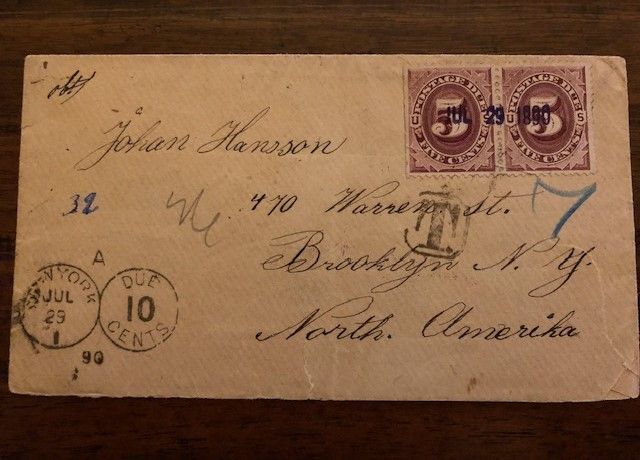 POSTAGE DUE
5
FIVE CENTS
U S
POSTAGE DUE
5
FIVE CENTS
U S
JUL 29 1890
Johan Hansson
470 Warren St.
Brooklyn N. Y.
North. Amerika
32
T
7
A
NEW YORK
JUL
29
1
90
DUE
10
CENTS